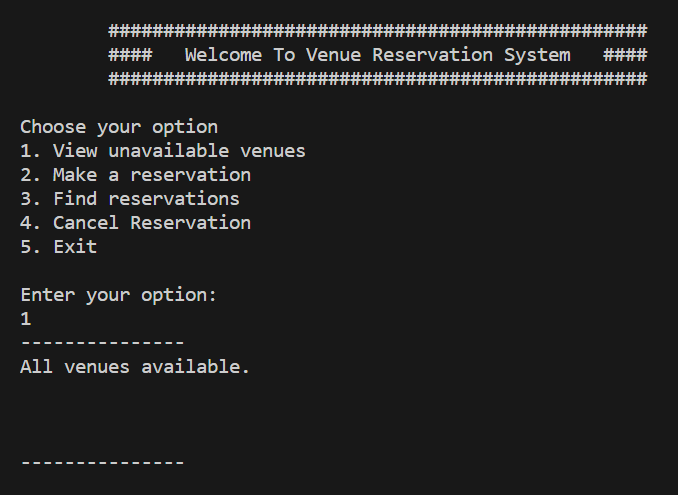 #################################################
####   Welcome To Venue Reservation System   ####
#################################################
Choose your option
1. View unavailable venues
2. Make a reservation
3. Find reservations
4. Cancel Reservation
5. Exit
Enter your option:
1
---------------
All venues available.
---------------